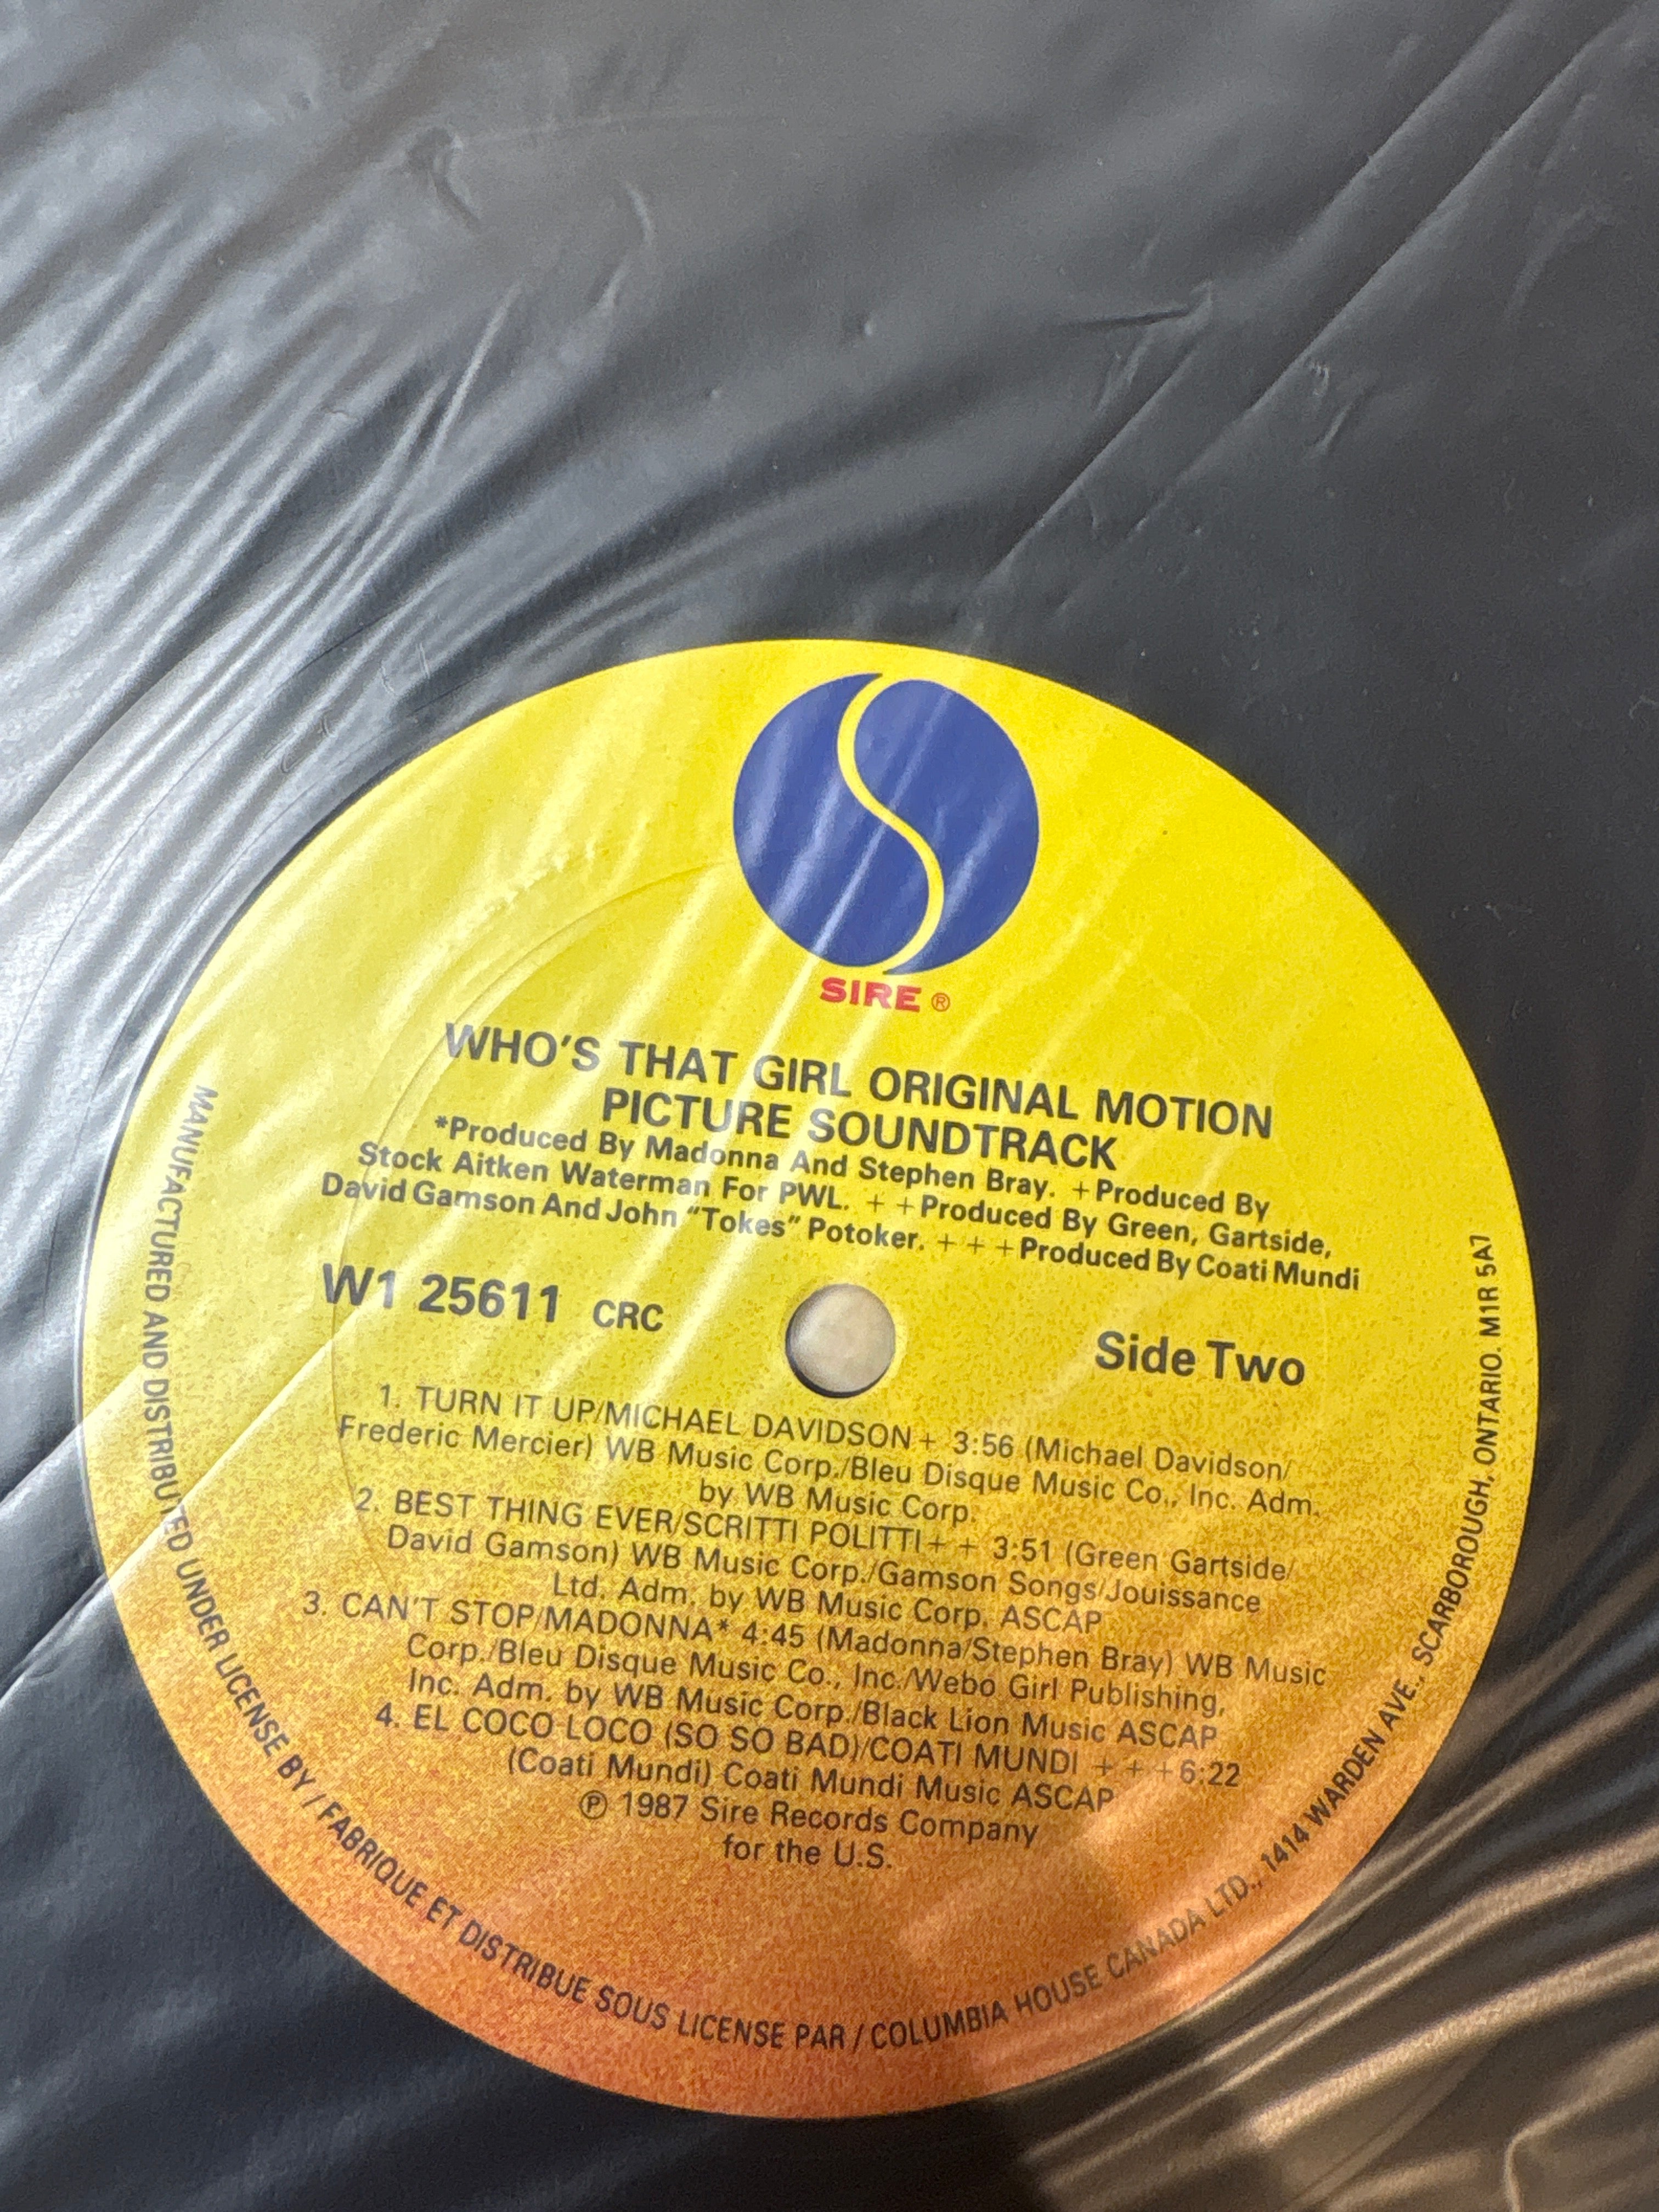 SIRE ®
WHO'S THAT GIRL ORIGINAL MOTION
PICTURE SOUNDTRACK
*Produced By Madonna And Stephen Bray. +Produced By
Stock Aitken Waterman For PWL. + +Produced By Green, Gartside,
David Gamson And John "Tokes" Potoker. + + +Produced By Coati Mundi
W1 25611 CRC
Side Two
1. TURN IT UP/MICHAEL DAVIDSON+ 3:56 (Michael Davidson/
Frederic Mercier) WB Music Corp./Bleu Disque Music Co., Inc. Adm.
by WB Music Corp.
2. BEST THING EVER/SCRITTI POLITTI+ + 3:51 (Green Gartside/
David Gamson) WB Music Corp./Gamson Songs/Jouissance
Ltd. Adm. by WB Music Corp. ASCAP
3. CAN'T STOP/MADONNA* 4:45 (Madonna/Stephen Bray) WB Music
Corp./Bleu Disque Music Co., Inc./Webo Girl Publishing,
Inc. Adm. by WB Music Corp./Black Lion Music ASCAP
4. EL COCO LOCO (SO SO BAD)/COATI MUNDI + + +6:22
(Coati Mundi) Coati Mundi Music ASCAP
℗ 1987 Sire Records Company
for the U.S.
MANUFACTURED AND DISTRIBUTED UNDER LICENSE BY / FABRIQUE ET DISTRIBUE SOUS LICENSE PAR / COLUMBIA HOUSE CANADA LTD., 1414 WARDEN AVE., SCARBOROUGH, ONTARIO. M1R 5A7